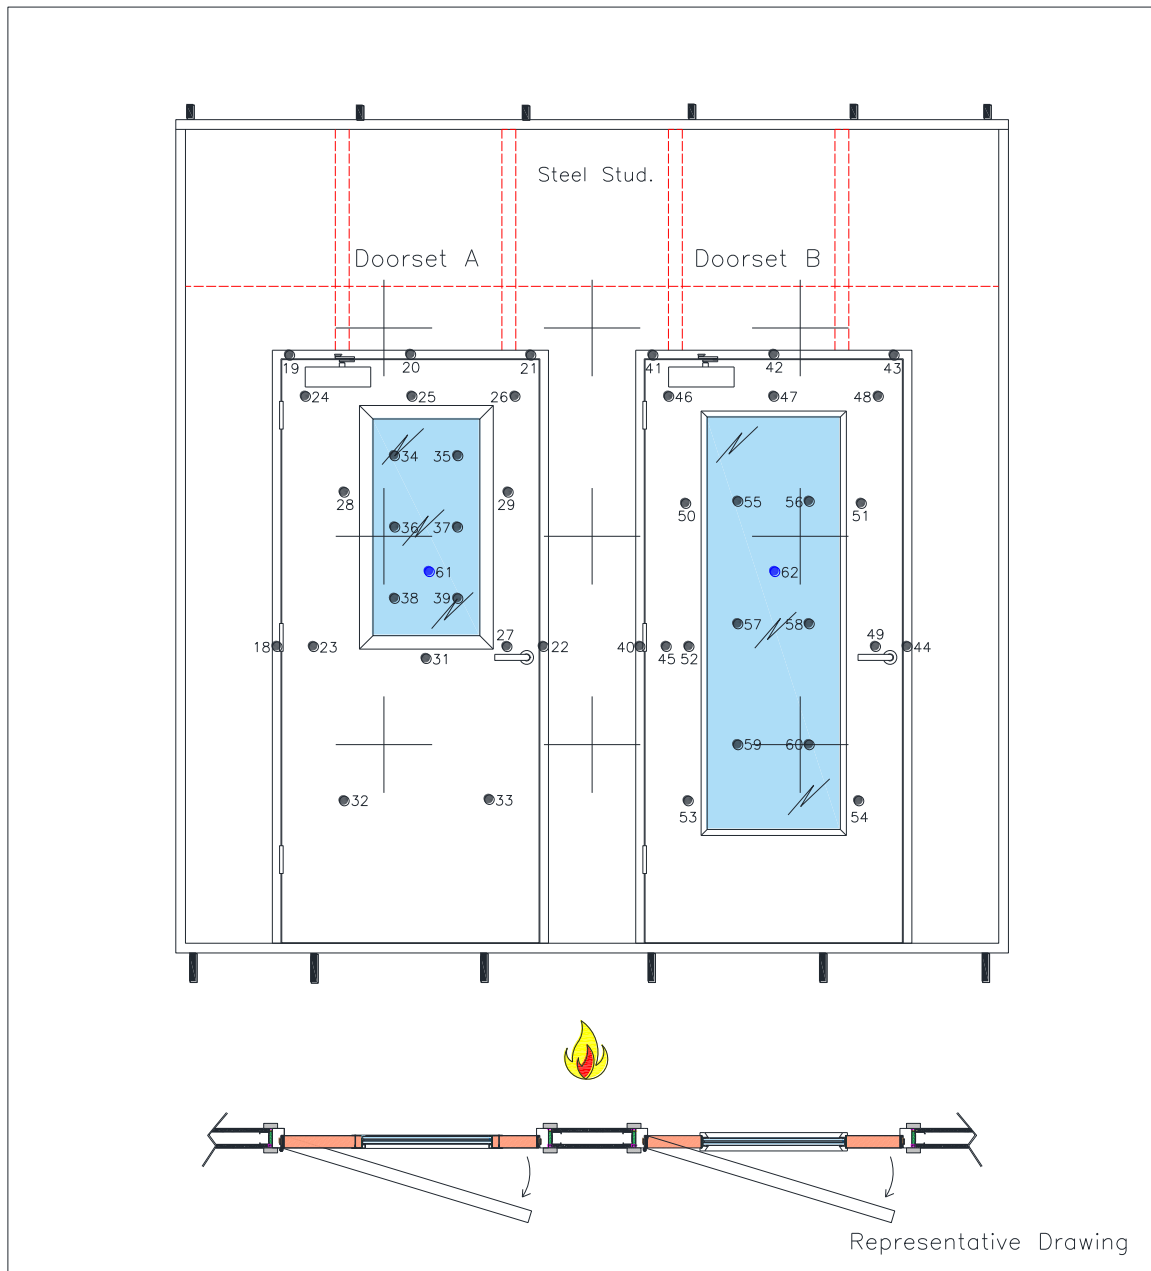 Steel Stud.
Doorset A Doorset B
19 20 21 41 42 43
24 25 26 46 47 48
34 35
28 29 50 55 56 51
36 37
61 62
38 39 57 58
18 23 27 22 40 45 52 49 44
31
59 60
32 33 53 54
Representative Drawing